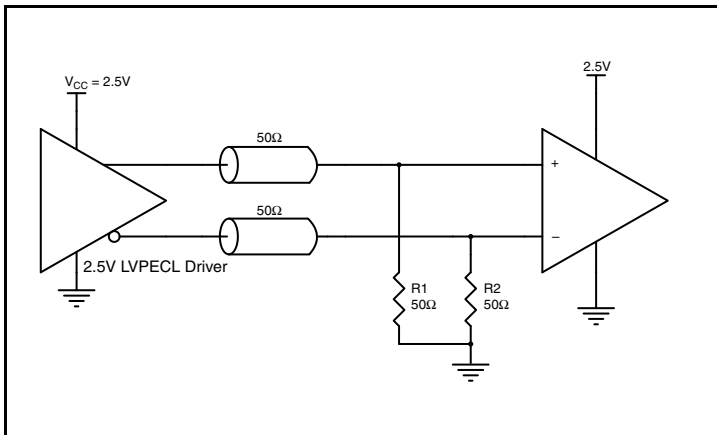 V_CC = 2.5V
2.5V
50Ω
+
50Ω
−
2.5V LVPECL Driver
R1
50Ω
R2
50Ω